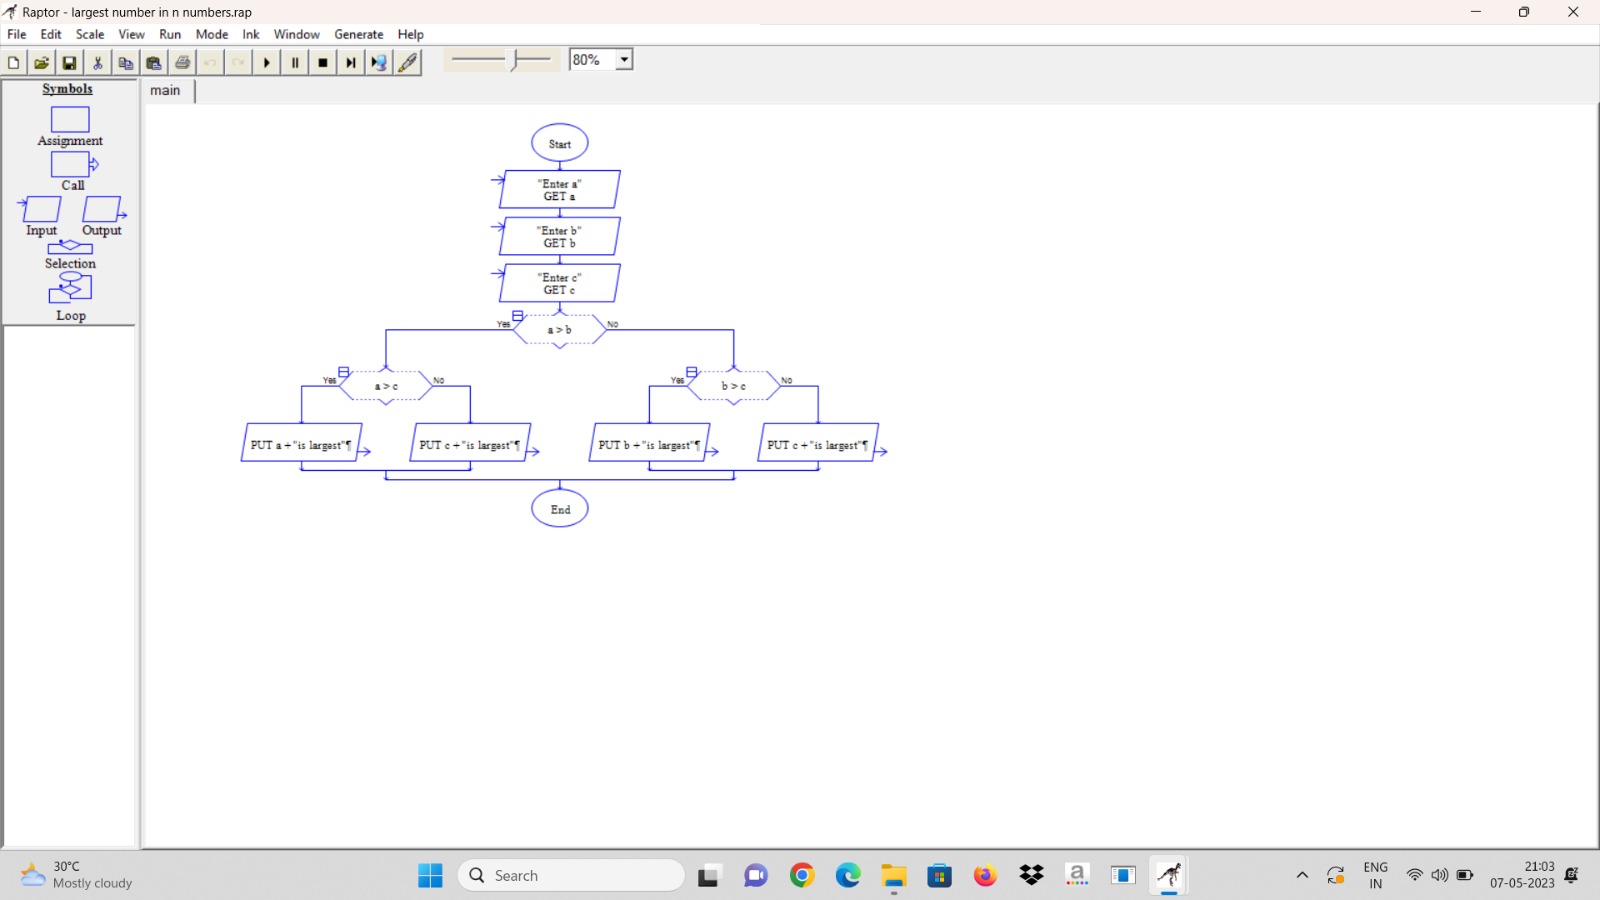 Raptor - largest number in n numbers.rap
File Edit Scale View Run Mode Ink Window Generate Help
80%
Symbols
Assignment
Call
Input Output
Selection
Loop
main
Start
"Enter a"
GET a
"Enter b"
GET b
"Enter c"
GET c
Yes a > b No
Yes a > c No
Yes b > c No
PUT a +"is largest"¶
PUT c +"is largest"¶
PUT b +"is largest"¶
PUT c +"is largest"¶
End
30°C
Mostly cloudy
Search
a
ENG
IN
21:03
07-05-2023